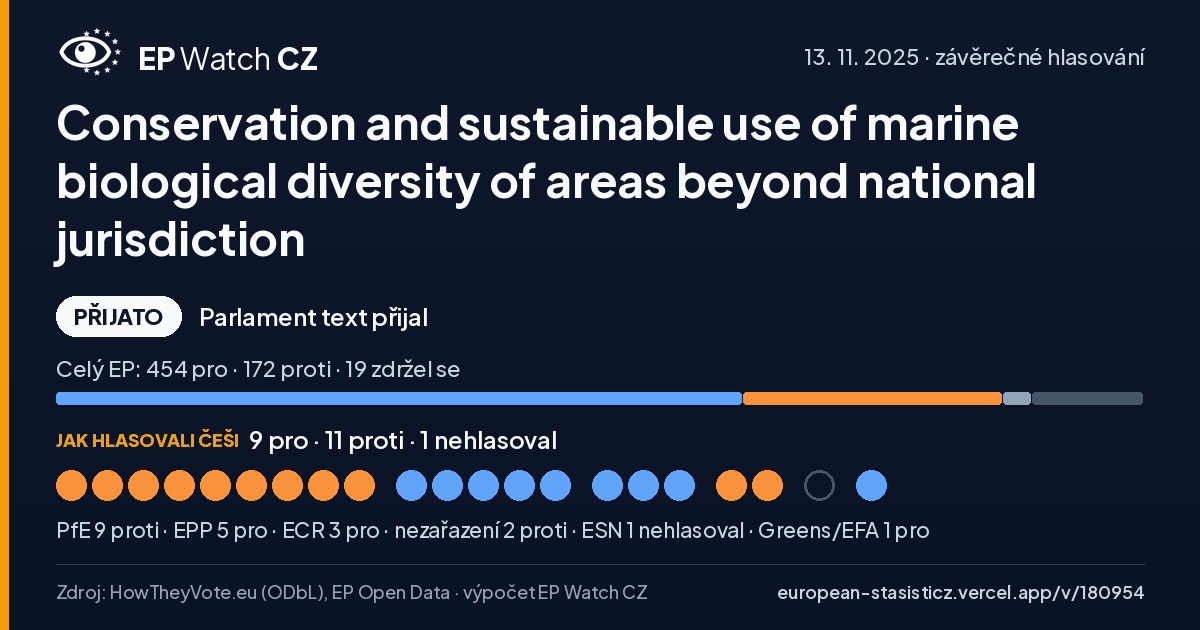 EP Watch CZ
13. 11. 2025 · závěrečné hlasování
Conservation and sustainable use of marine
biological diversity of areas beyond national
jurisdiction
PŘIJATO Parlament text přijal
Celý EP: 454 pro · 172 proti · 19 zdržel se
JAK HLASOVALI ČEŠI 9 pro · 11 proti · 1 nehlasoval
PfE 9 proti · EPP 5 pro · ECR 3 pro · nezařazení 2 proti · ESN 1 nehlasoval · Greens/EFA 1 pro
Zdroj: HowTheyVote.eu (ODbL), EP Open Data · výpočet EP Watch CZ
european-stasisticz.vercel.app/v/180954